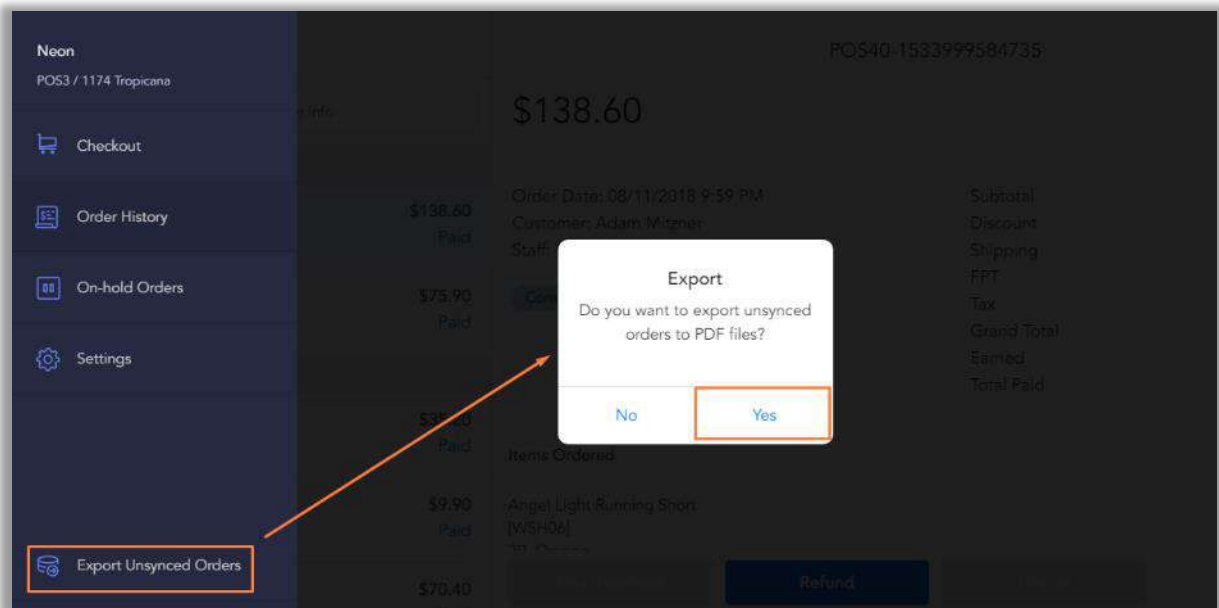 Neon
POS3 / 1174 Tropicana
Checkout
Order History
On-hold Orders
Settings
Export Unsynced Orders
$138.60
Paid
$75.90
Paid
$35.20
Paid
$9.90
Paid
$70.40
POS40-1533999584735
$138.60
Order Date: 08/11/2018 9:59 PM
Customer: Adam Mitzner
Staff:
Subtotal
Discount
Shipping
FPT
Tax
Grand Total
Earned
Total Paid
Export
Do you want to export unsynced
orders to PDF files?
No
Yes
Items Ordered
Angel Light Running Short
[WSH06]
Refund